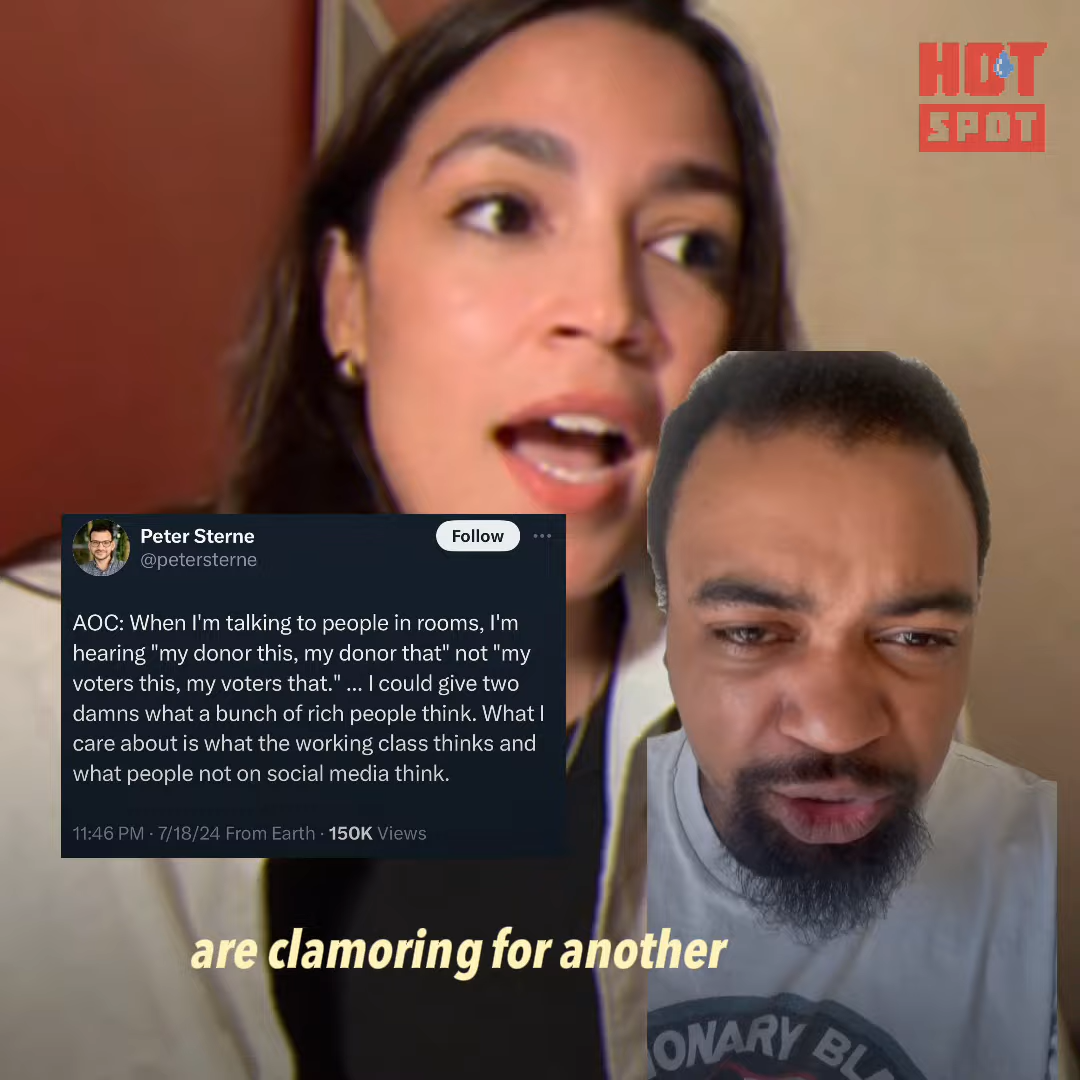 HOT
SPOT
Peter Sterne
Follow
@petersterne
AOC: When I'm talking to people in rooms, I'm
hearing "my donor this, my donor that" not "my
voters this, my voters that." ... I could give two
damns what a bunch of rich people think. What I
care about is what the working class thinks and
what people not on social media think.
11:46 PM · 7/18/24 From Earth · 150K Views
are clamoring for another
ONARY BL